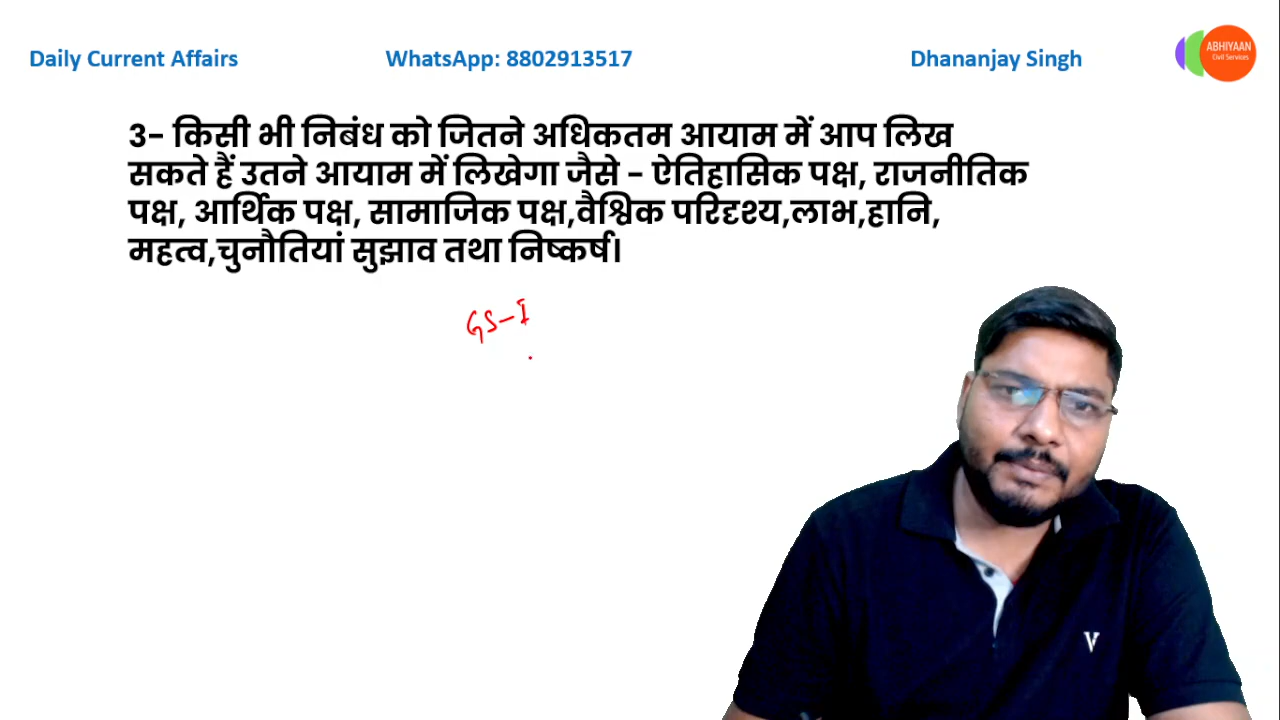 Daily Current Affairs WhatsApp: 8802913517 Dhananjay Singh
ABHIYAAN
Civil Services
3- किसी भी निबंध को जितने अधिकतम आयाम में आप लिख
सकते हैं उतने आयाम में लिखेगा जैसे - ऐतिहासिक पक्ष, राजनीतिक
पक्ष, आर्थिक पक्ष, सामाजिक पक्ष,वैश्विक परिदृश्य,लाभ,हानि,
महत्व,चुनौतियां सुझाव तथा निष्कर्ष।
GS-I
V